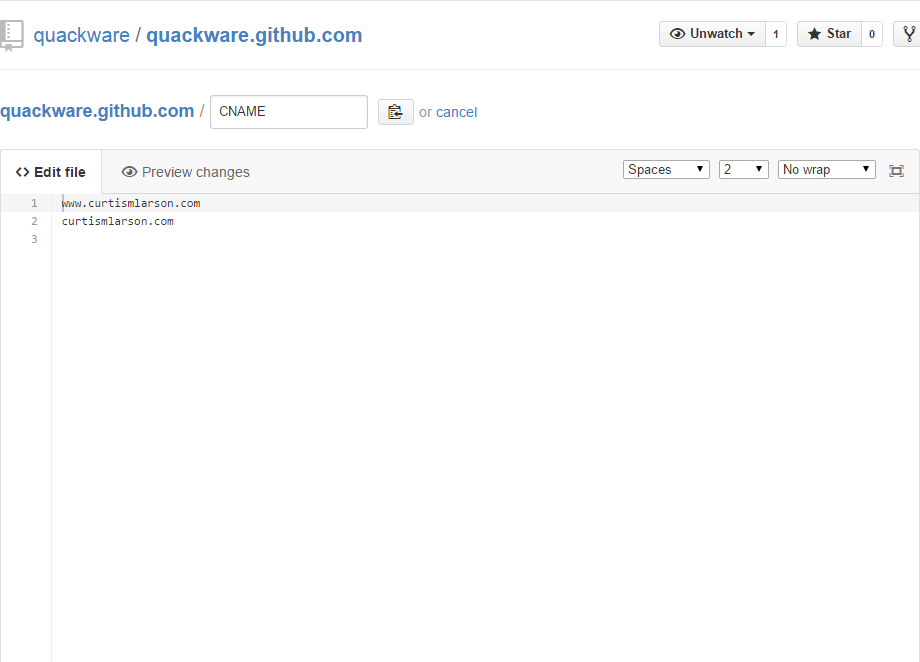 quackware / quackware.github.com
Unwatch 1 Star 0
quackware.github.com / CNAME or cancel
Edit file Preview changes Spaces 2 No wrap
1 www.curtismlarson.com
2 curtismlarson.com
3